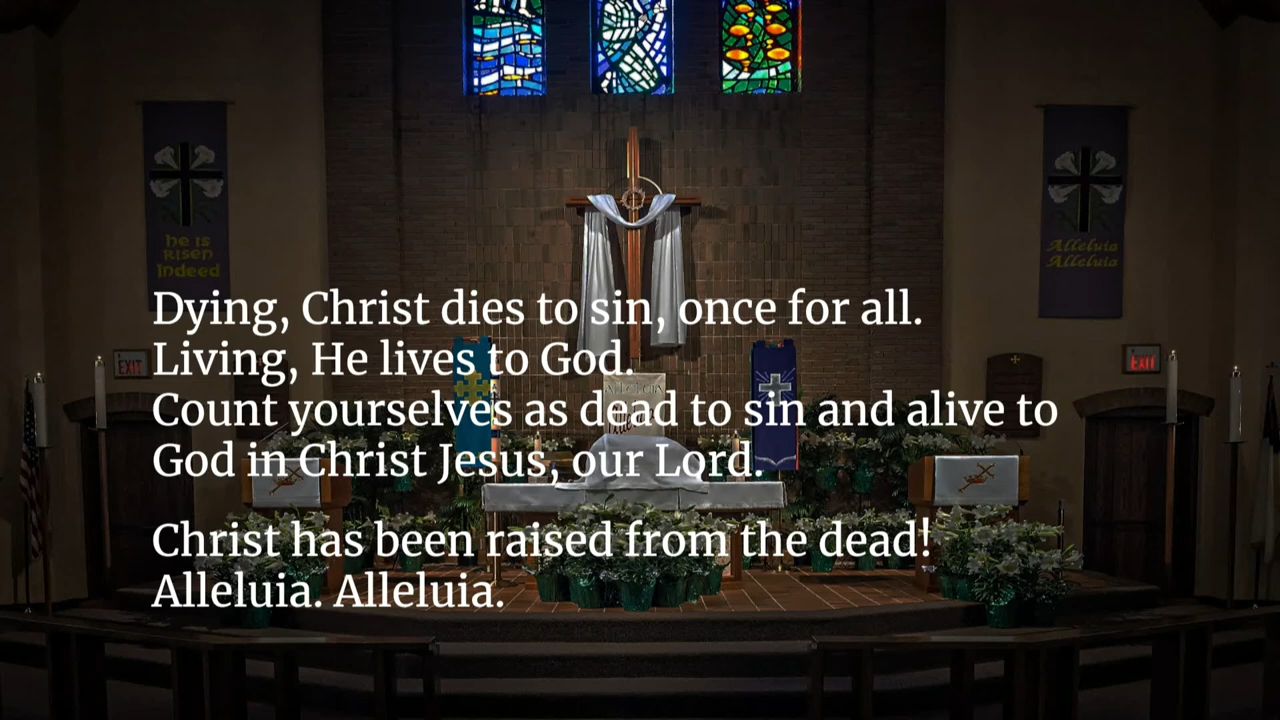 he is
Risen
Indeed
Alleluia
Alleluia
Dying, Christ dies to sin, once for all.
EXIT
EXIT
Living, He lives to God.
Count yourselves as dead to sin and alive to
God in Christ Jesus, our Lord.
Christ has been raised from the dead!
Alleluia. Alleluia.